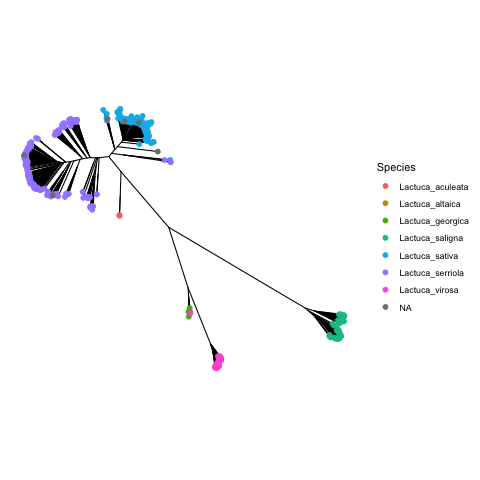 Species
Lactuca_aculeata
Lactuca_altaica
Lactuca_georgica
Lactuca_saligna
Lactuca_sativa
Lactuca_serriola
Lactuca_virosa
NA